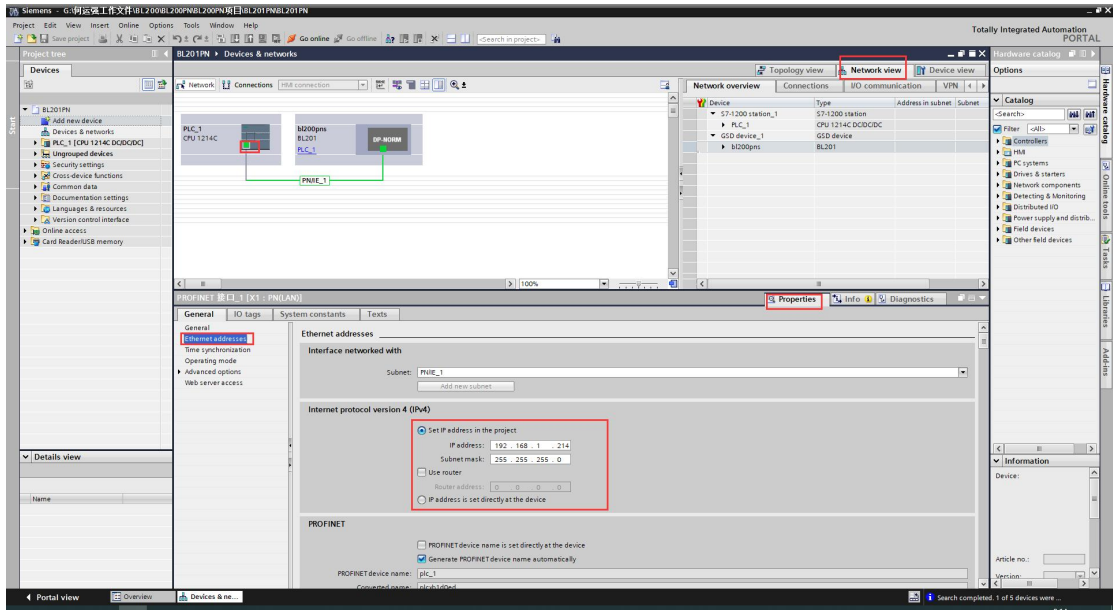 Siemens - G:\何运强工作文件\BL200\BL200PN\BL200PN项目\BL201PN\BL201PN
Project Edit View Insert Online Options Tools Window Help
Totally Integrated Automation
PORTAL
Save project
Go online
Go offline
<Search in project>
Project tree
BL201PN ▸ Devices & networks
Hardware catalog
Devices
Topology view
Network view
Device view
Options
Network
Connections
HMI connection
Network overview
Connections
I/O communication
VPN
Catalog
<Search>
Filter
<All>
Device
Type
Address in subnet
Subnet
S7-1200 station_1
S7-1200 station
PLC_1
CPU 1214C DC/DC/DC
GSD device_1
GSD device
bl200pns
BL201
BL201PN
Add new device
Devices & networks
PLC_1 [CPU 1214C DC/DC/DC]
Ungrouped devices
Security settings
Cross-device functions
Common data
Documentation settings
Languages & resources
Version control interface
Online access
Card Reader/USB memory
PLC_1
CPU 1214C
bl200pns
BL201
PLC_1
DP-NORM
PN/IE_1
Controllers
HMI
PC systems
Drives & starters
Network components
Detecting & Monitoring
Distributed I/O
Power supply and distrib...
Field devices
Other field devices
Hardware catalog
Online tools
Tasks
Libraries
Add-ins
Start
100%
PROFINET 接口_1 [X1 : PN(LAN)]
Properties
Info
Diagnostics
General
IO tags
System constants
Texts
General
Ethernet addresses
Time synchronization
Operating mode
Advanced options
Web server access
Ethernet addresses
Interface networked with
Subnet: PN/IE_1
Add new subnet
Internet protocol version 4 (IPv4)
Set IP address in the project
IP address: 192 . 168 . 1 . 214
Subnet mask: 255 . 255 . 255 . 0
Use router
Router address: 0 . 0 . 0 . 0
IP address is set directly at the device
PROFINET
PROFINET device name is set directly at the device
Generate PROFINET device name automatically
PROFINET device name: plc_1
Converted name: plcxb1d0ed
Details view
Name
Information
Device:
Article no.:
Version:
Portal view
Overview
Devices & ne...
Search completed. 1 of 5 devices were ...